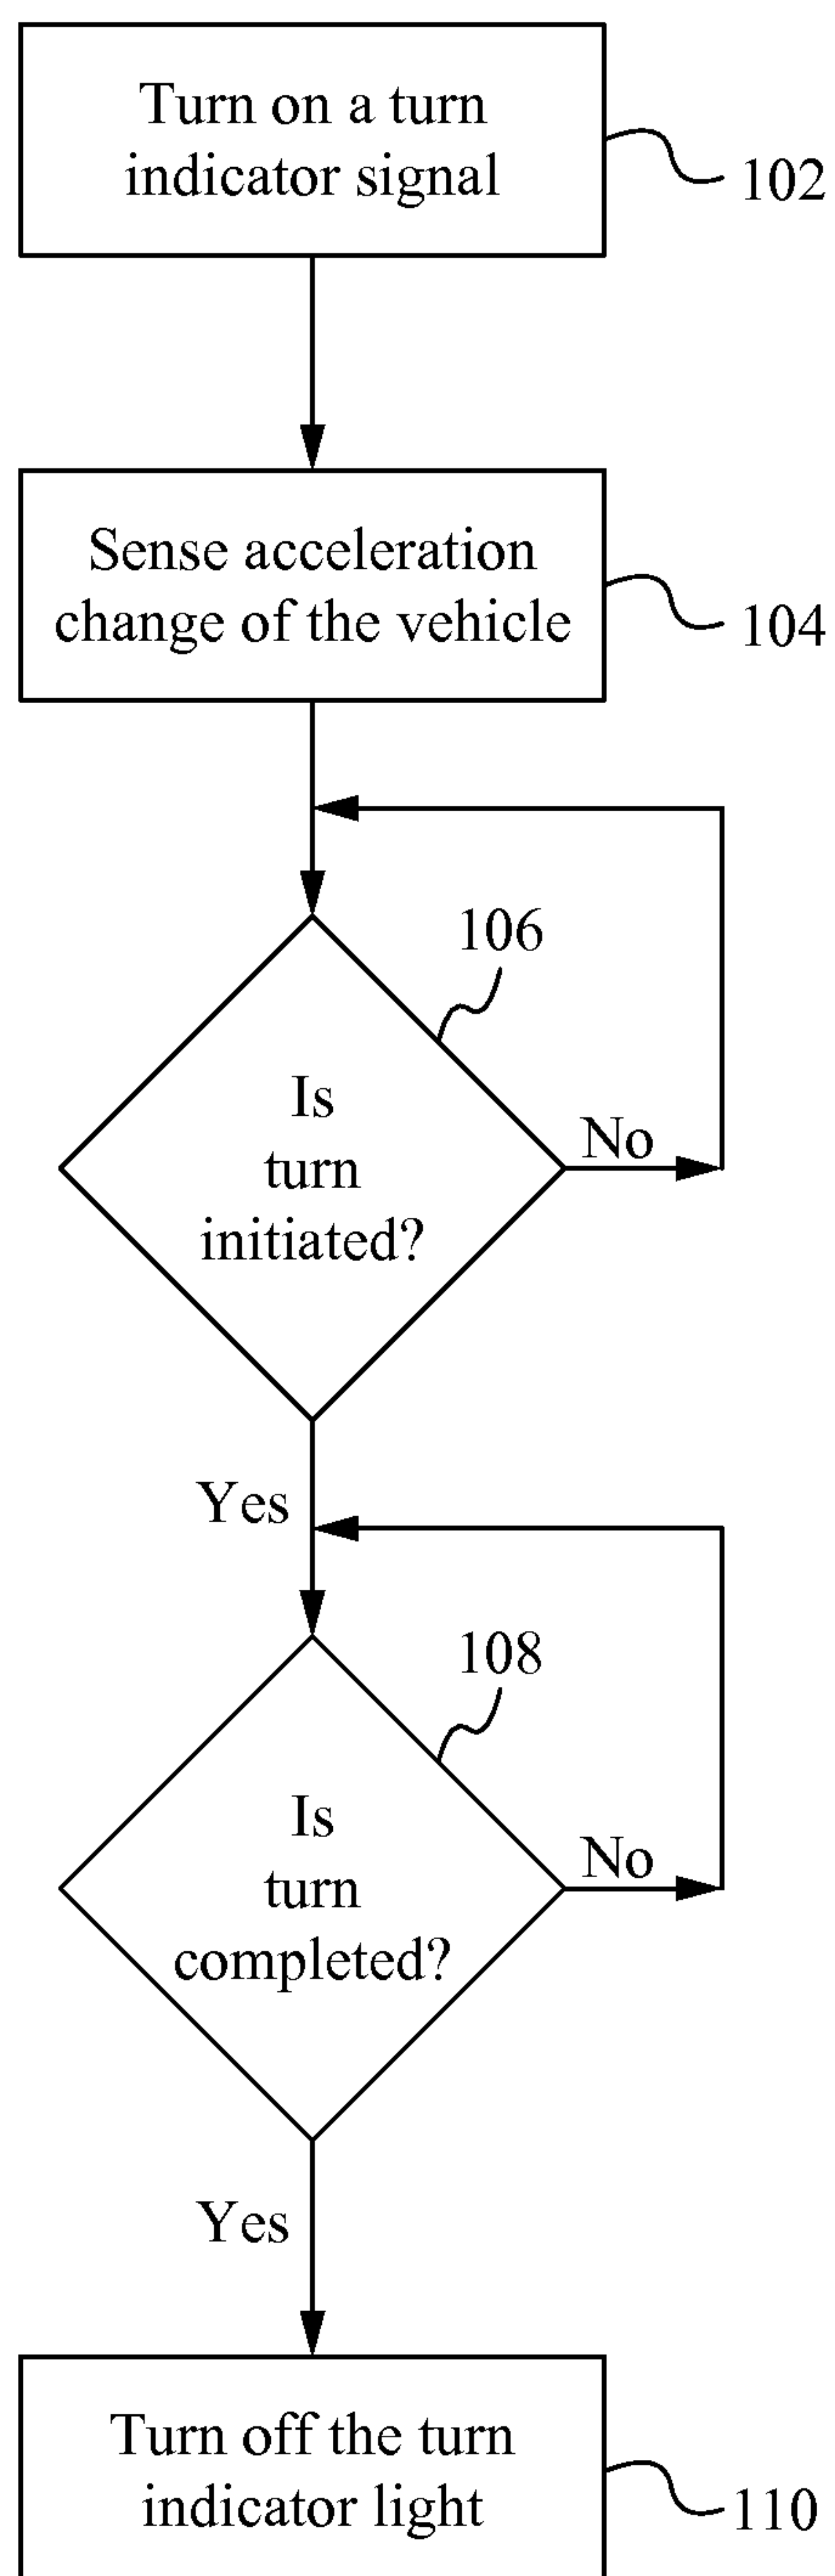 Turn on a turn
indicator signal
102
Sense acceleration
change of the vehicle
104
106
Is
turn
initiated?
No
Yes
108
Is
turn
completed?
No
Yes
Turn off the turn
indicator light
110